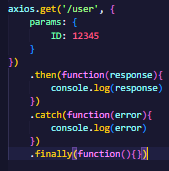 axios.get('/user', {
    params: {
        ID: 12345
    }
})
    .then(function(response){
        console.log(response)
    })
    .catch(function(error){
        console.log(error)
    })
    .finally(function(){})